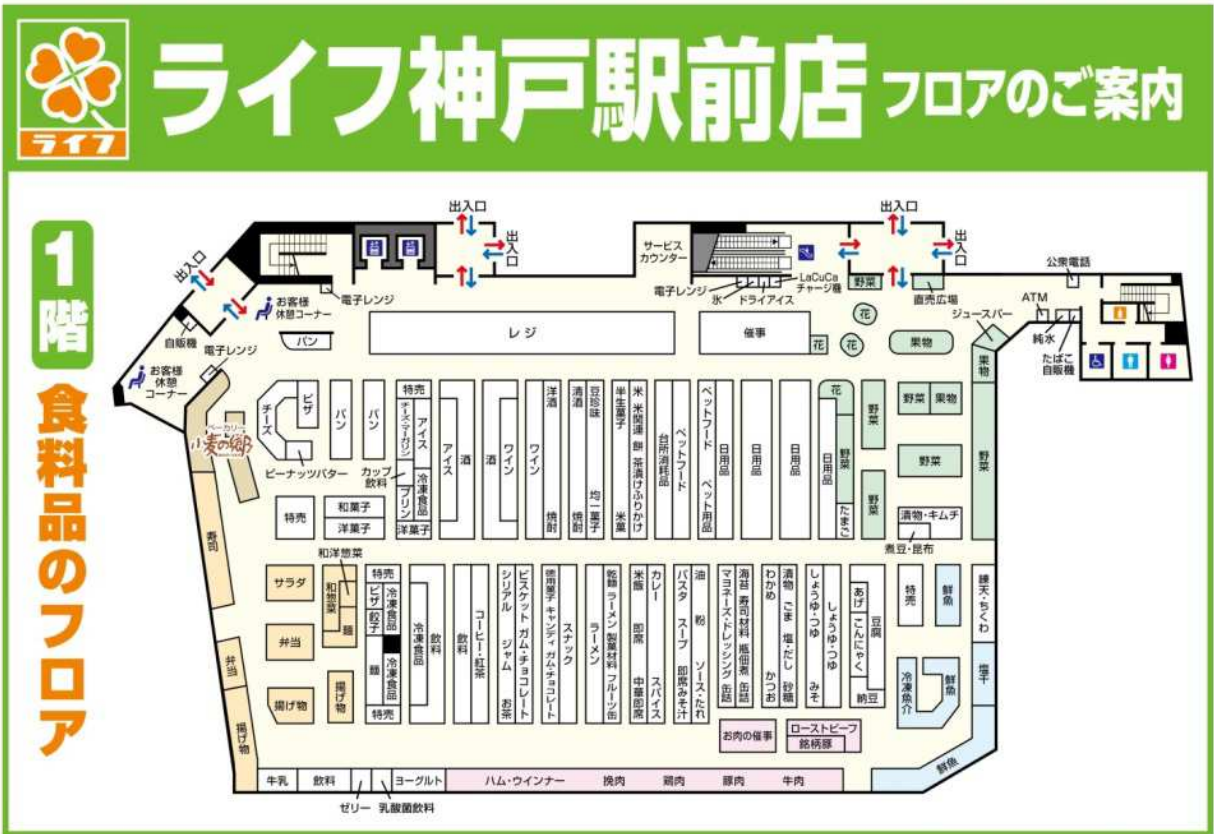 ライフ
ライフ神戸駅前店 フロアのご案内
1階
食料品のフロア
出入口
出入口
出入口
出入口
出入口
サービス
カウンター
電子レンジ
氷
ドライアイス
LaCuCa
チャージ機
野菜
直売広場
公衆電話
ATM
純水
たばこ
自販機
ジュースバー
お客様
休憩コーナー
電子レンジ
自販機
電子レンジ
お客様
休憩コーナー
パン
レジ
催事
花
花
花
果物
果物
ベーカリー
小麦の郷
チーズ
ピザ
ピーナッツバター
パン
パン
特売
チーズ・マーガリン
アイス
カップ
飲料
プリン
冷凍食品
洋菓子
アイス
酒
酒
ワイン
ワイン
洋酒 焼酎
清酒 焼酎
豆珍味 均一菓子
半生菓子 米菓
米 米関連 餅 茶漬けふりかけ
台所消耗品
ペットフード
ペットフード ペット用品
日用品
日用品
日用品
日用品
花
野菜
たまご
野菜
野菜
野菜
果物
野菜
野菜
漬物・キムチ
煮豆・昆布
特売
和菓子
洋菓子
寿司
和洋惣菜
サラダ
和惣菜
麺
弁当
弁当
揚げ物
揚げ物
揚げ物
特売
ピザ
餃子
冷凍食品
麺
冷凍食品
特売
冷凍食品
飲料
飲料
コーヒー・紅茶
シリアル ジャム お茶
ビスケット ガム・チョコレート
徳用菓子 キャンディ ガム・チョコレート
スナック
ラーメン
乾麺 ラーメン 製菓材料 フルーツ缶
米飯 即席 中華即席
カレー スパイス
パスタ スープ 即席みそ汁
油 粉 ソース・たれ
マヨネーズ・ドレッシング 缶詰
海苔 寿司材料 瓶佃煮 缶詰
わかめ かつお
漬物 ごま 塩・だし 砂糖
しょうゆ・つゆ みそ
しょうゆ・つゆ
あげ
こんにゃく
豆腐
納豆
特売
鮮魚
練天・ちくわ
塩干
冷凍魚介
鮮魚
鮮魚
お肉の催事
ローストビーフ
銘柄豚
牛乳
飲料
ゼリー
乳酸菌飲料
ヨーグルト
ハム・ウインナー
挽肉
鶏肉
豚肉
牛肉